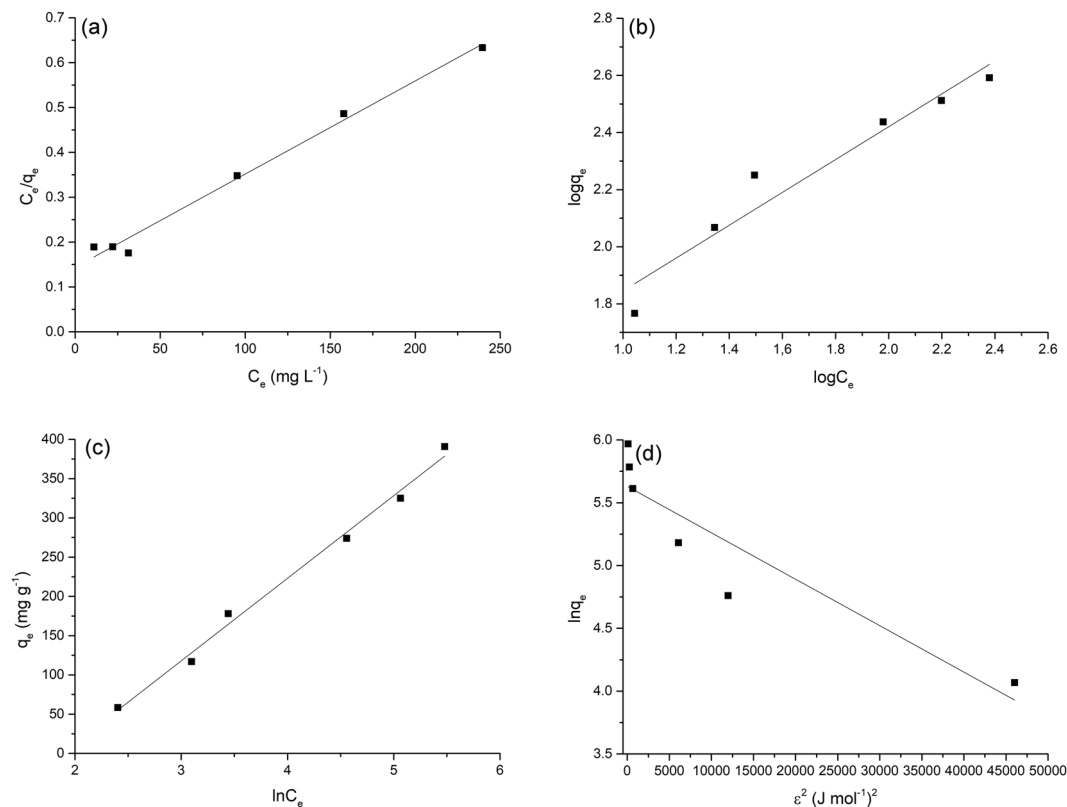 (a)
0.7
0.6
0.5
0.4
0.3
0.2
0.1
0.0
0 50 100 150 200 250
Ce/qe
Ce (mg L-1)
(b)
2.8
2.6
2.4
2.2
2.0
1.8
1.0 1.2 1.4 1.6 1.8 2.0 2.2 2.4 2.6
logqe
logCe
(c)
400
350
300
250
200
150
100
50
0
2 3 4 5 6
qe (mg g-1)
lnCe
(d)
6.0
5.5
5.0
4.5
4.0
3.5
0 5000 10000 15000 20000 25000 30000 35000 40000 45000 50000
lnqe
ε2 (J mol-1)2